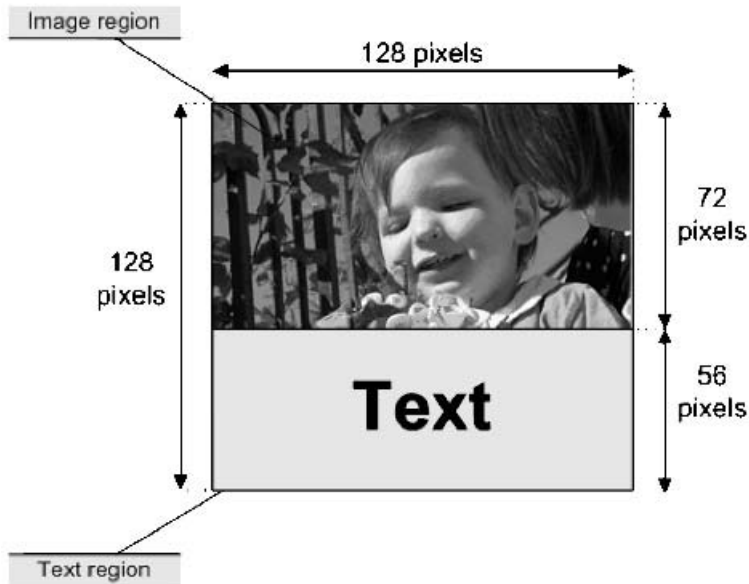 Image region
128 pixels
72
pixels
128
pixels
Text
56
pixels
Text region